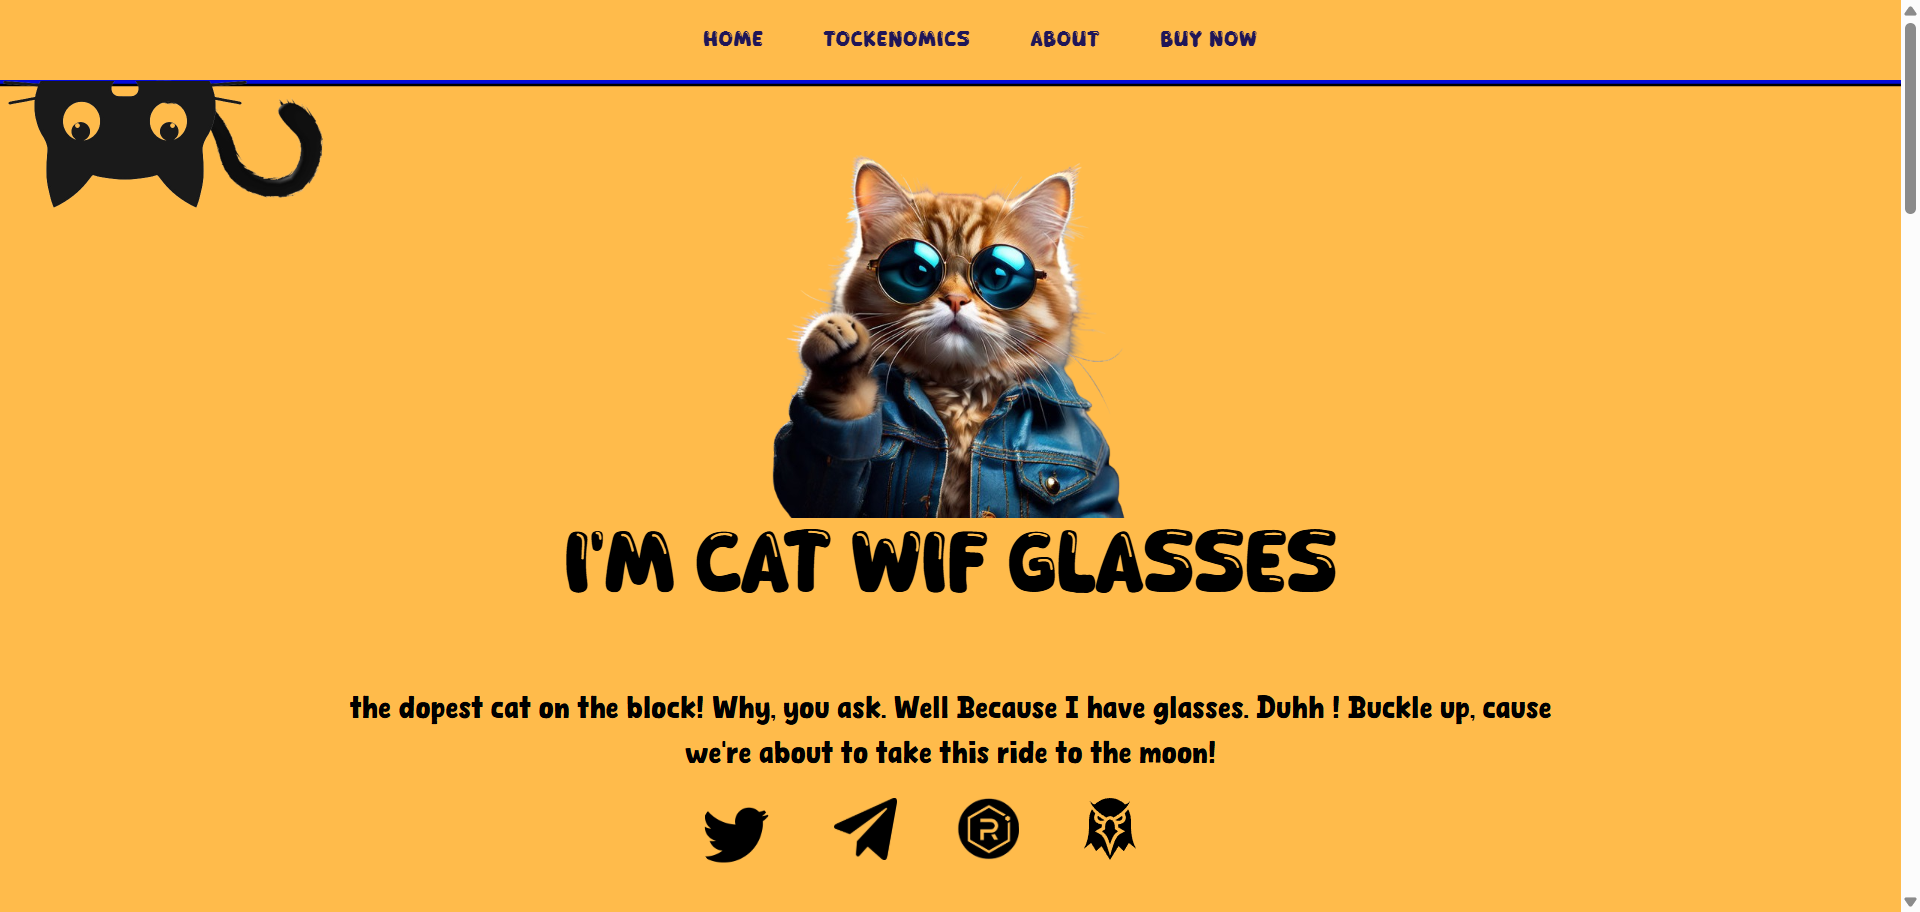 HOME TOCKENOMICS ABOUT BUY NOW
I'M CAT WIF GLASSES
the dopest cat on the block! Why, you ask. Well Because I have glasses. Duhh ! Buckle up, cause
we're about to take this ride to the moon!
R